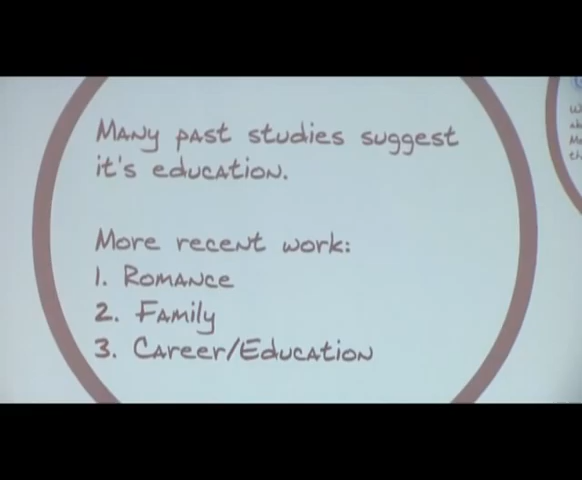 Many past studies suggest
it's education.
More recent work:
1. Romance
2. Family
3. Career/Education